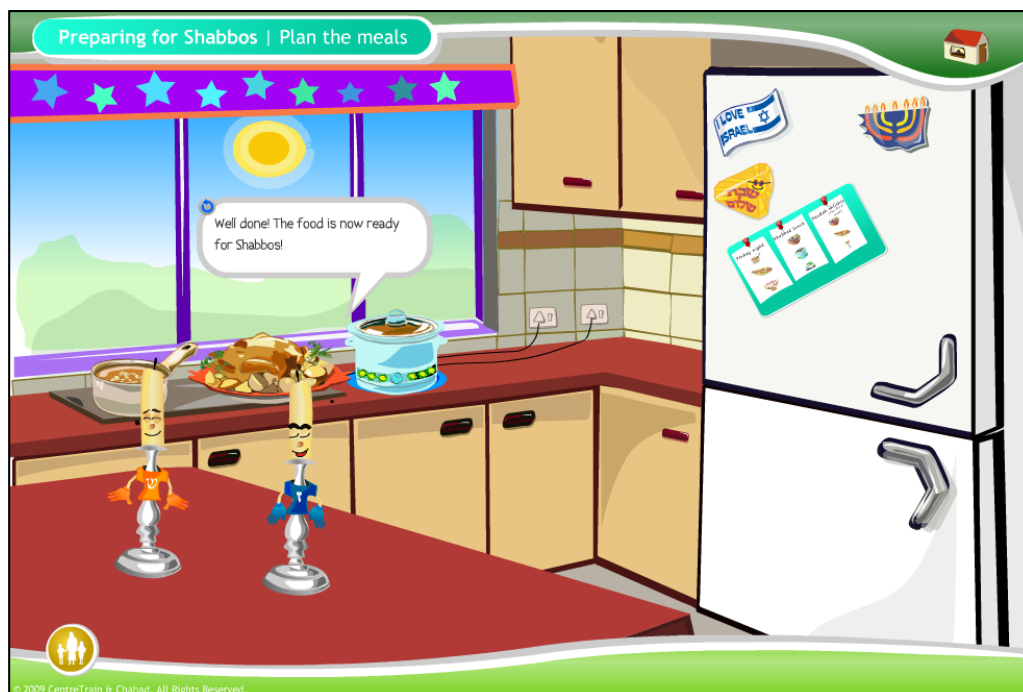 Preparing for Shabbos | Plan the meals
I LOVE
ISRAEL
שבת
שלום
Well done! The food is now ready
for Shabbos!
ש
ז
© 2009 CentreTrain & Chabad. All Rights Reserved.